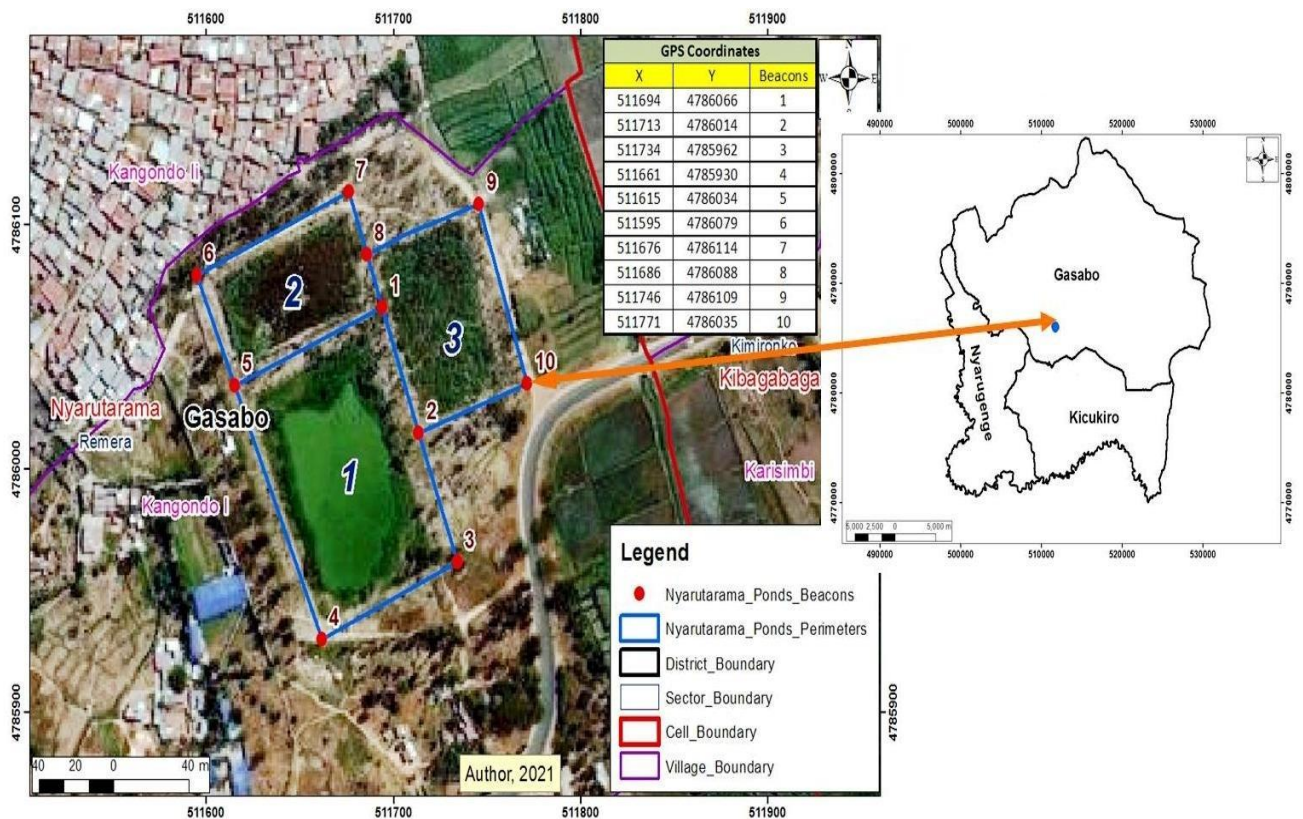 511600 511700 511800 511900
GPS Coordinates
X Y Beacons
511694 4786066 1
511713 4786014 2
511734 4785962 3
511661 4785930 4
511615 4786034 5
511595 4786079 6
511676 4786114 7
511686 4786088 8
511746 4786109 9
511771 4786035 10
N
W E
S
Kangondo Ii
4786100
4786000
4785900
7
9
6
8
2
1
3
5
10
2
1
3
4
Nyarutarama
Remera
Gasabo
Kangondo I
Kimironko
Kibagabaga
Karisimbi
Legend
Nyarutarama_Ponds_Beacons
Nyarutarama_Ponds_Perimeters
District_Boundary
Sector_Boundary
Cell_Boundary
Village_Boundary
4785900
40 20 0 40 m
Author, 2021
511600 511700 511800 511900
490000 500000 510000 520000 530000
4800000
4790000
4780000
4770000
Gasabo
Nyarugenge
Kicukiro
4800000
4790000
4780000
4770000
5,000 2,500 0 5,000 m
490000 500000 510000 520000 530000